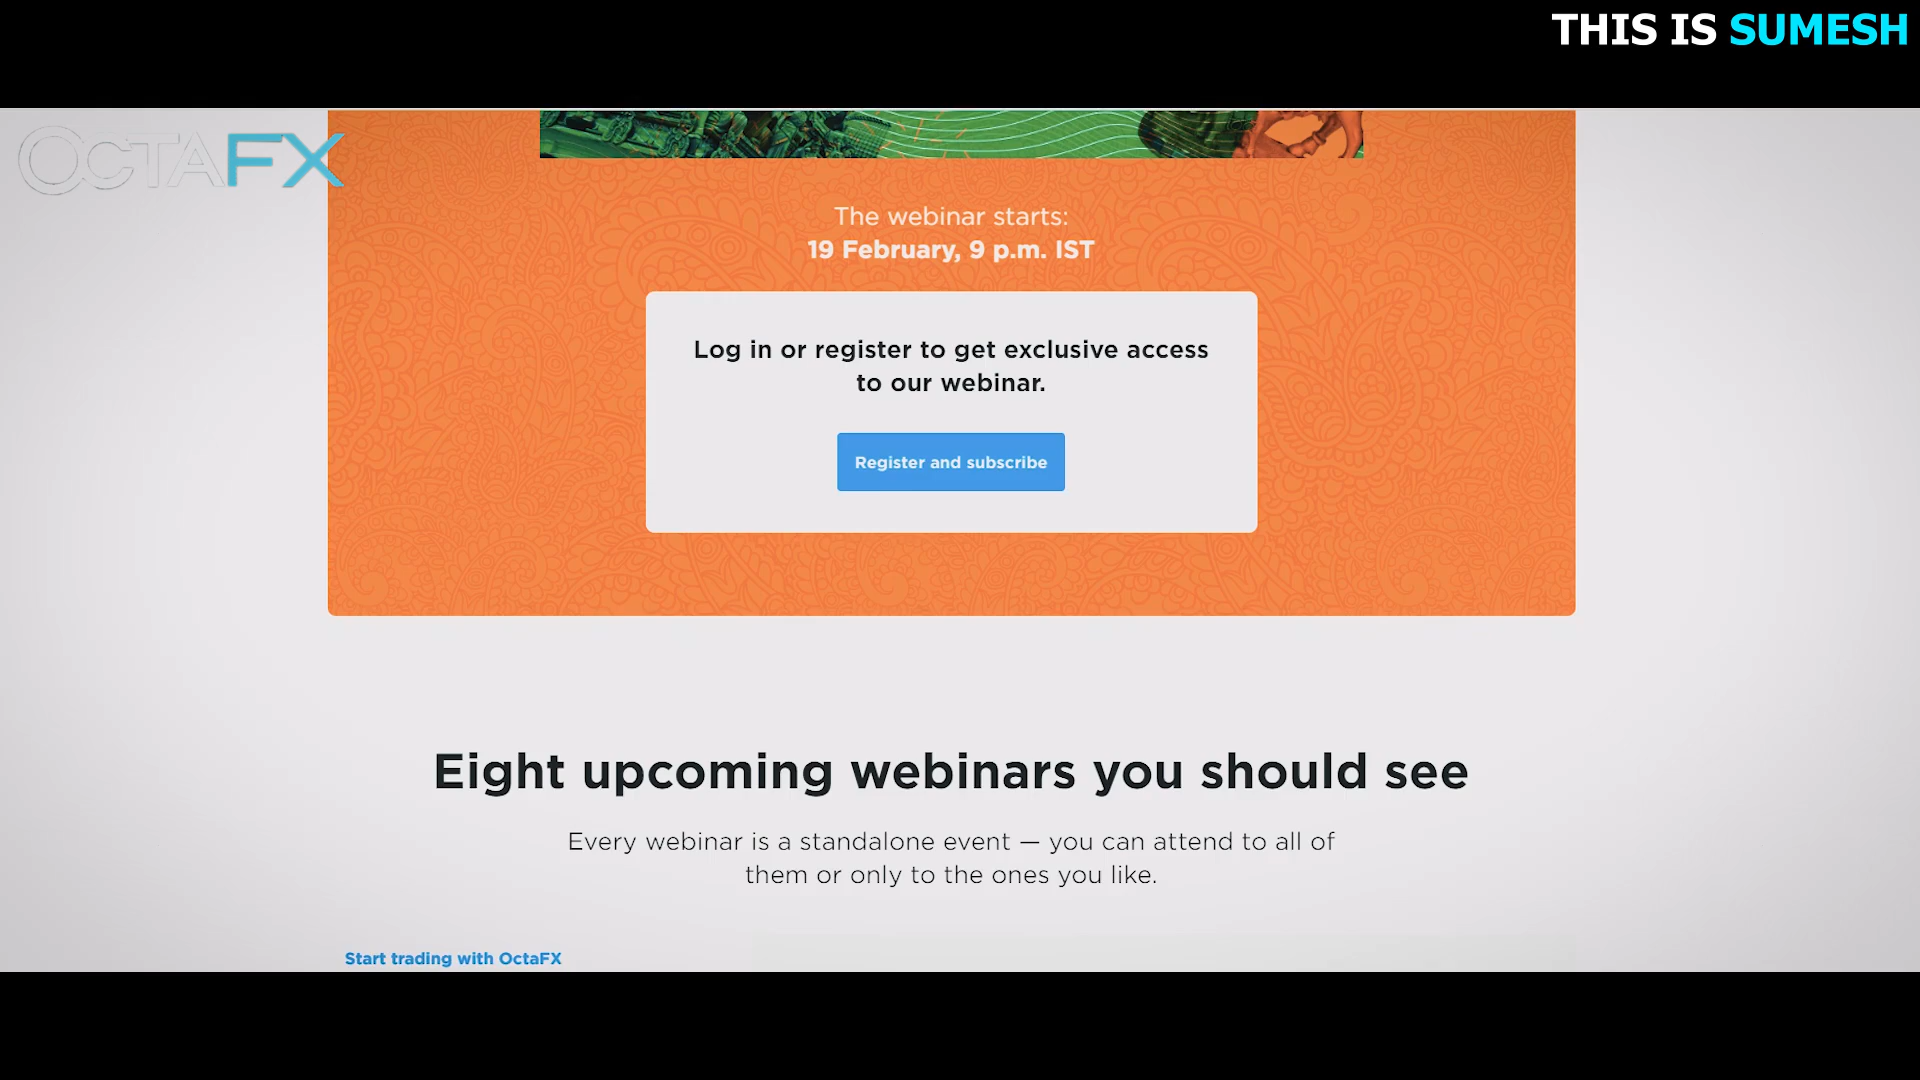 THIS IS SUMESH
OCTAFX
The webinar starts:
19 February, 9 p.m. IST
Log in or register to get exclusive access
to our webinar.
Register and subscribe
Eight upcoming webinars you should see
Every webinar is a standalone event — you can attend to all of
them or only to the ones you like.
Start trading with OctaFX